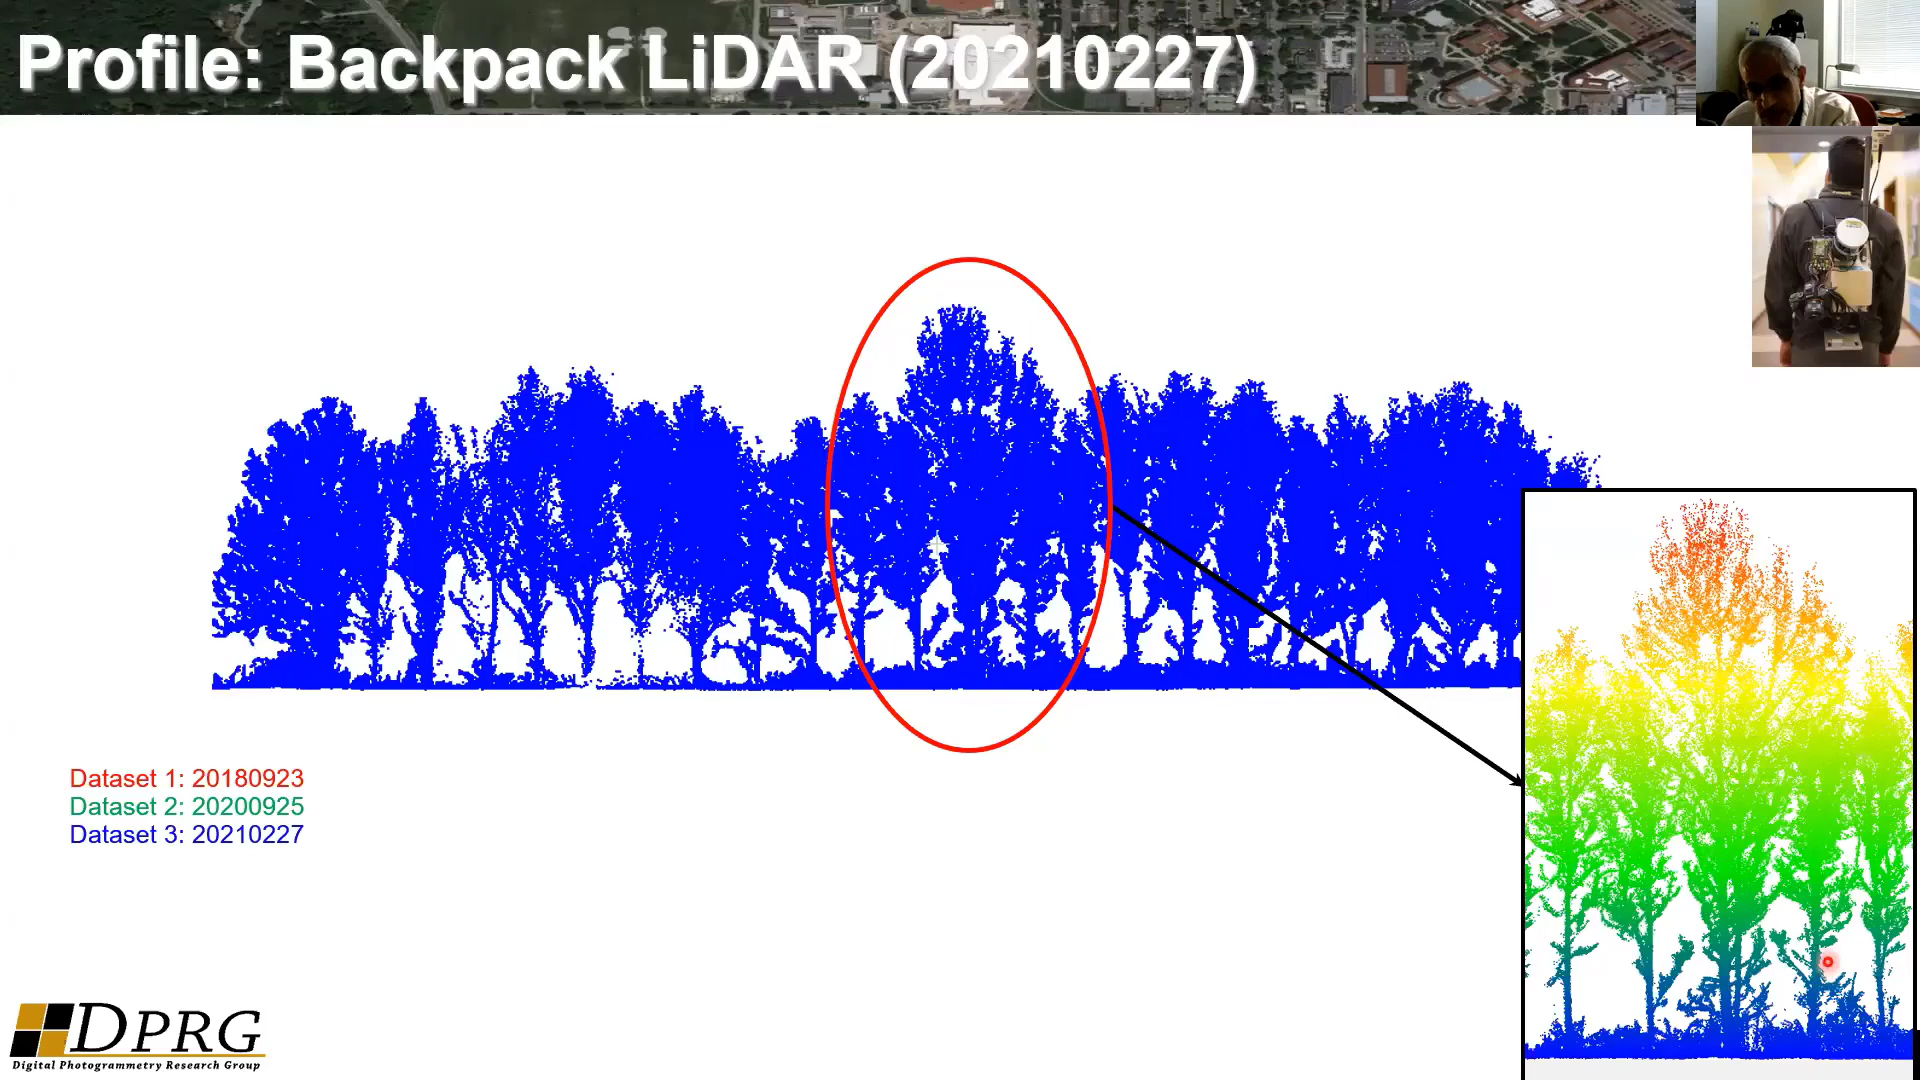 Profile: Backpack LiDAR (20210227)
Dataset 1: 20180923
Dataset 2: 20200925
Dataset 3: 20210227
DPRG
Digital Photogrammetry Research Group